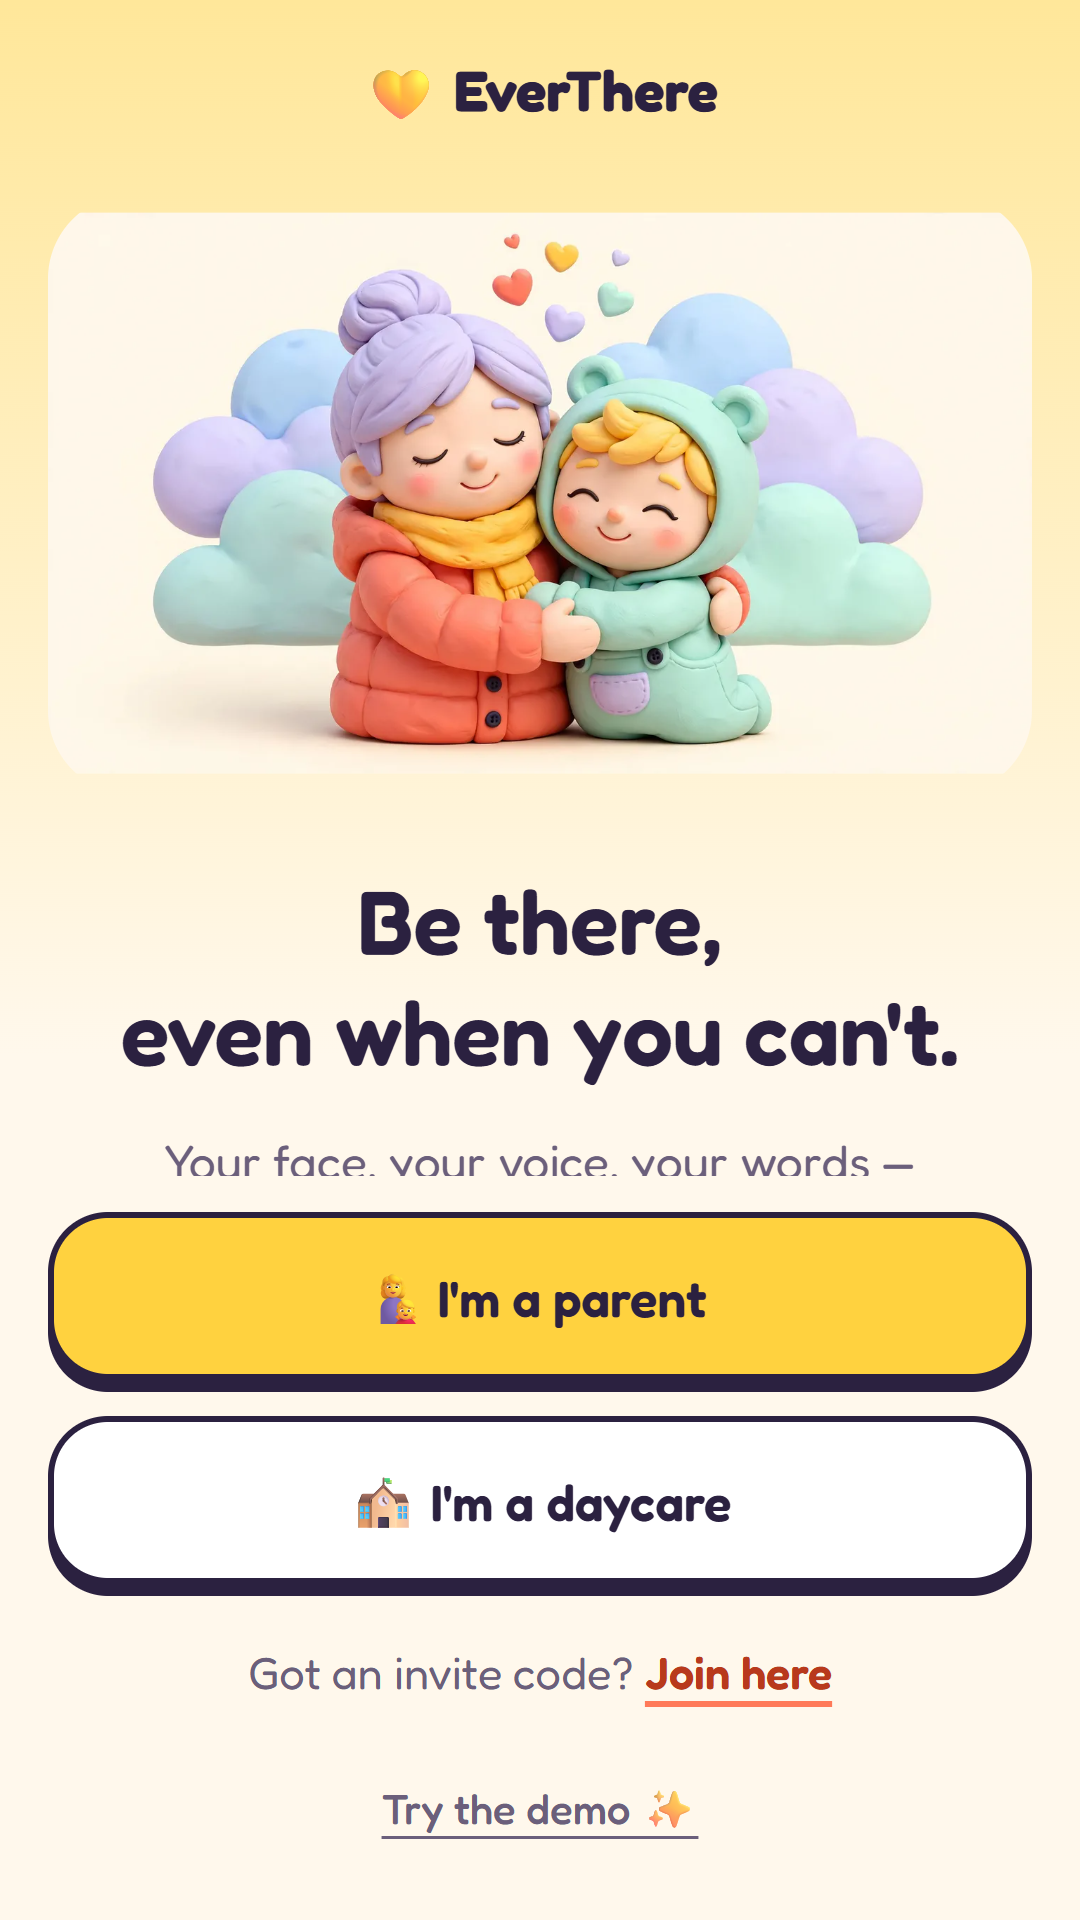 EverThere
Be there,
even when you can't.
Your face, your voice, your words —
I'm a parent
I'm a daycare
Got an invite code? Join here
Try the demo